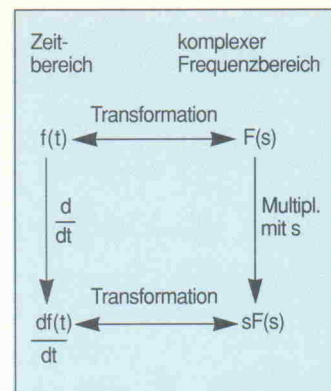 Zeit-
bereich
komplexer
Frequenzbereich
Transformation
f(t)
F(s)
d
dt
Multipl.
mit s
Transformation
df(t)
dt
sF(s)